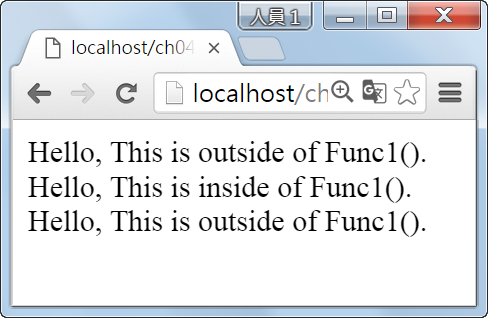 人員 1
localhost/ch04
localhost/ch
Hello, This is outside of Func1().
Hello, This is inside of Func1().
Hello, This is outside of Func1().